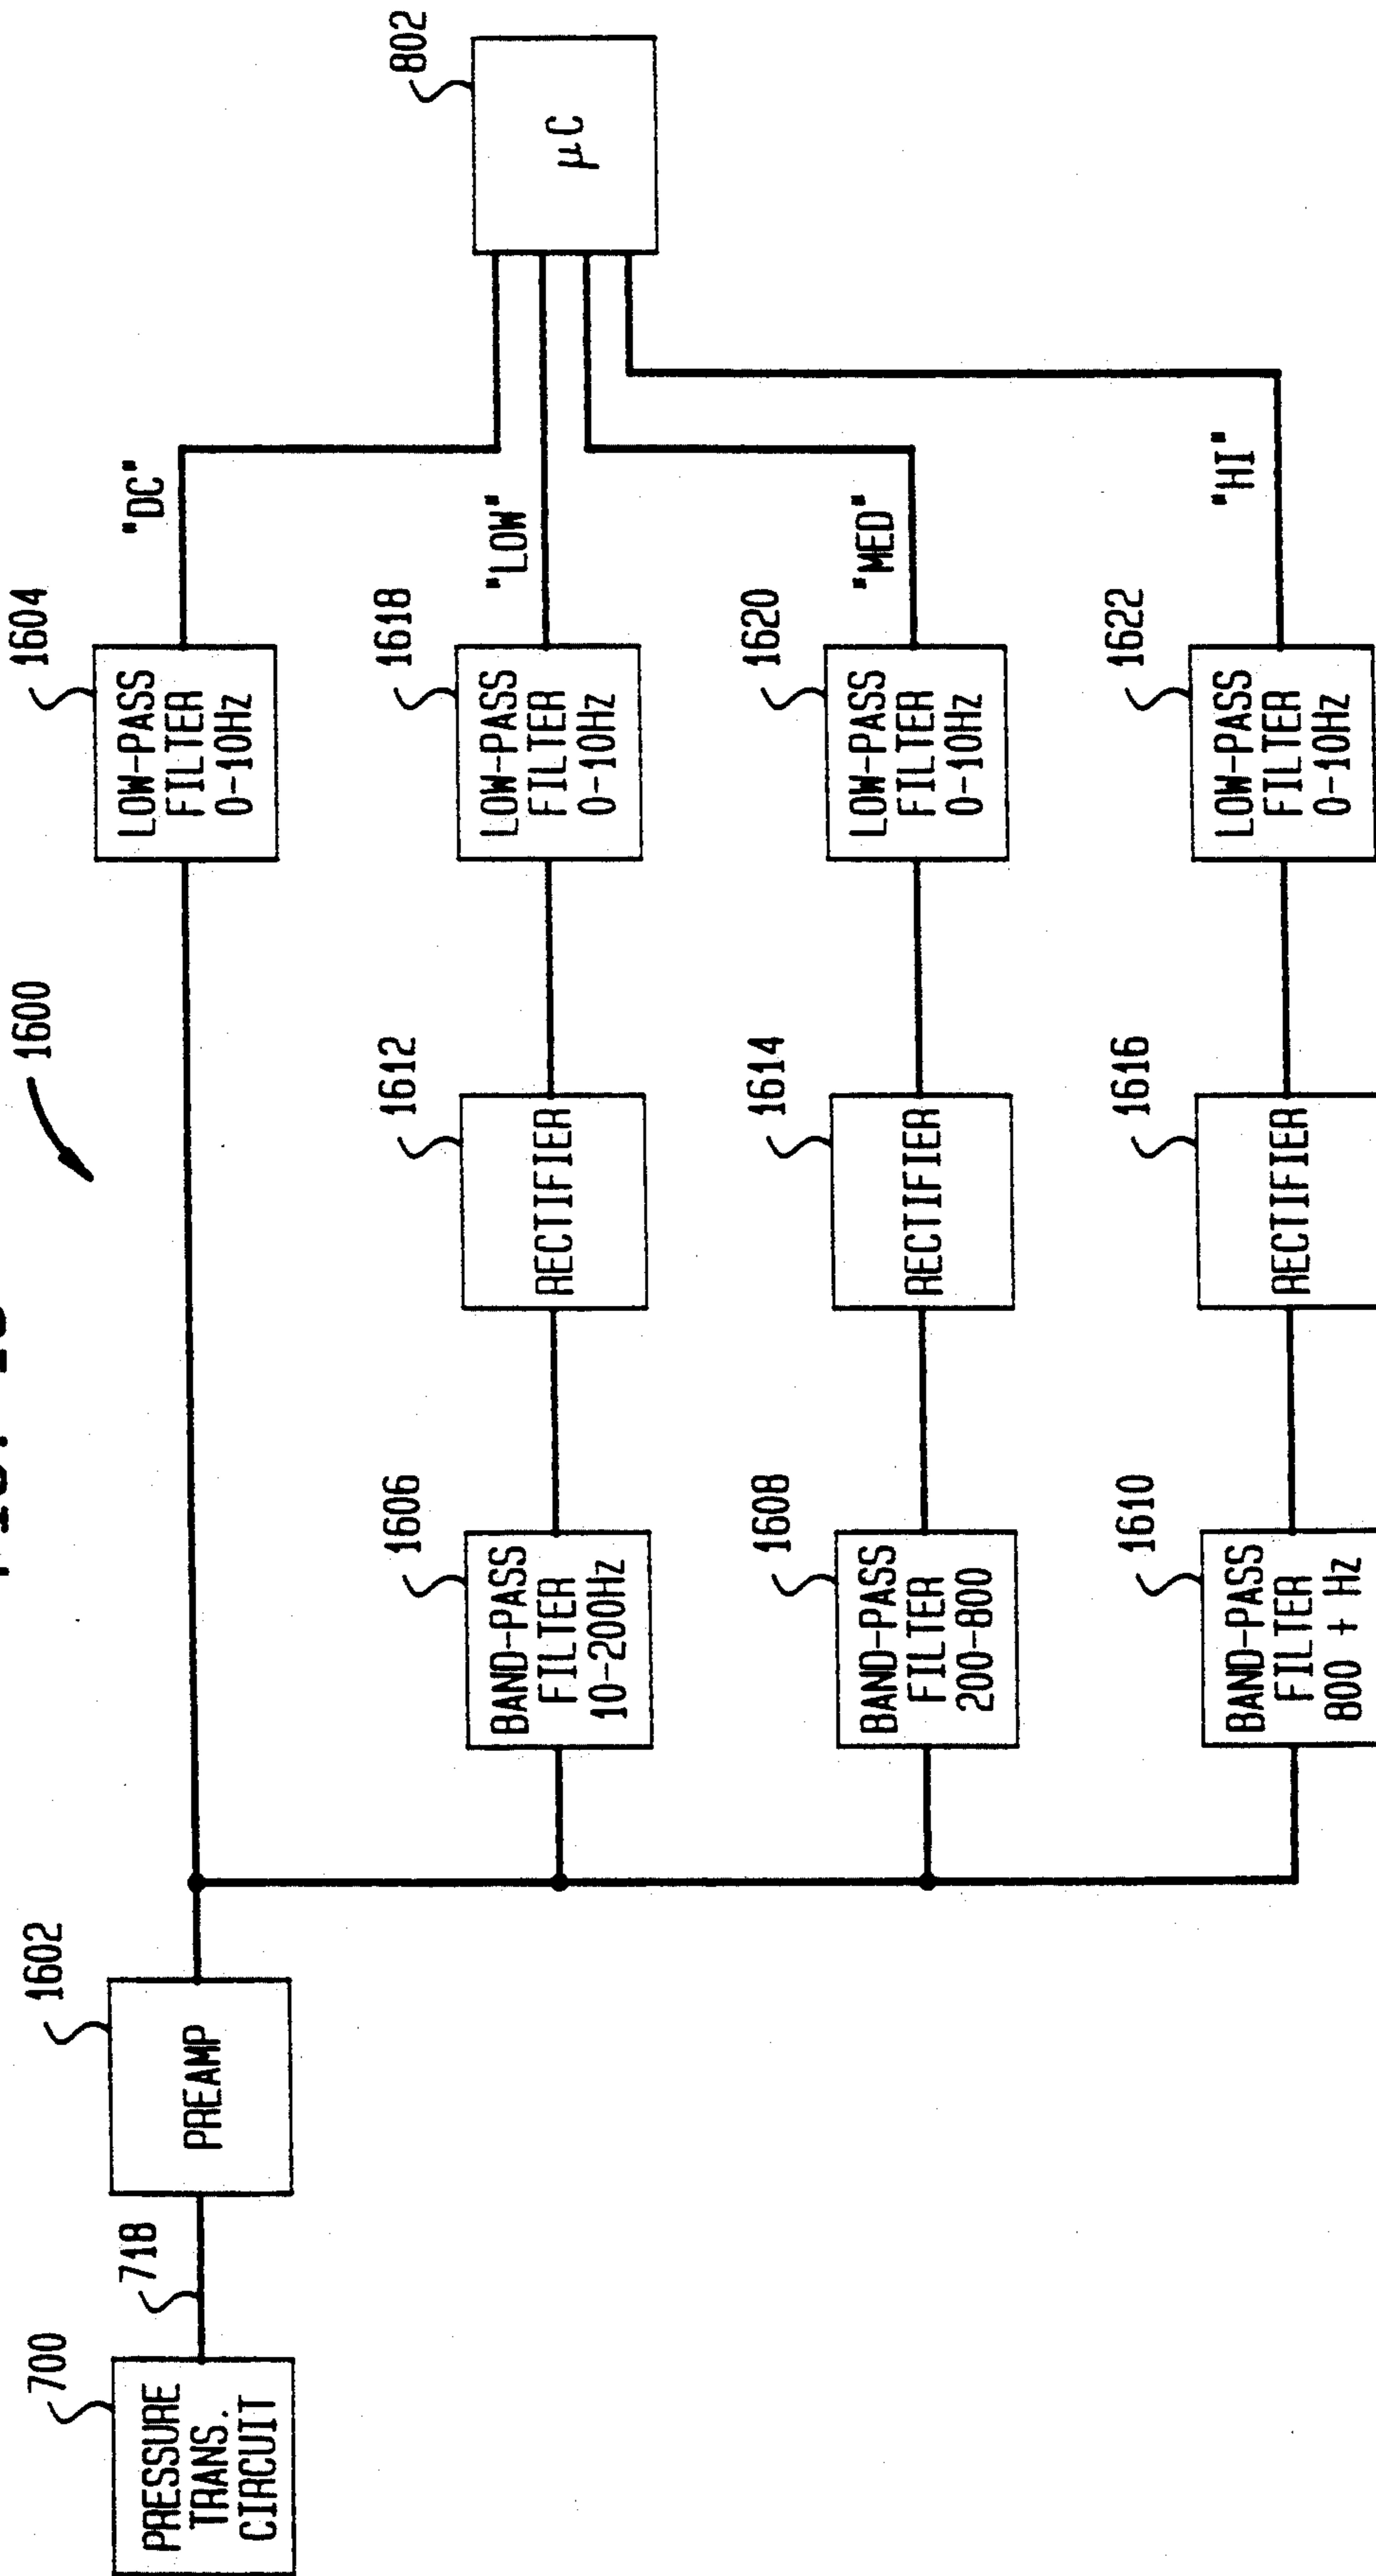 1600
700
PRESSURE
TRANS.
CIRCUIT
718
1602
PREAMP
1604
LOW-PASS
FILTER
0-10Hz
"DC"
802
μC
1606
BAND-PASS
FILTER
10-200Hz
1612
RECTIFIER
1618
LOW-PASS
FILTER
0-10Hz
"LOW"
1608
BAND-PASS
FILTER
200-800
1614
RECTIFIER
1620
LOW-PASS
FILTER
0-10Hz
"MED"
1610
BAND-PASS
FILTER
800 + Hz
1616
RECTIFIER
1622
LOW-PASS
FILTER
0-10Hz
"HI"